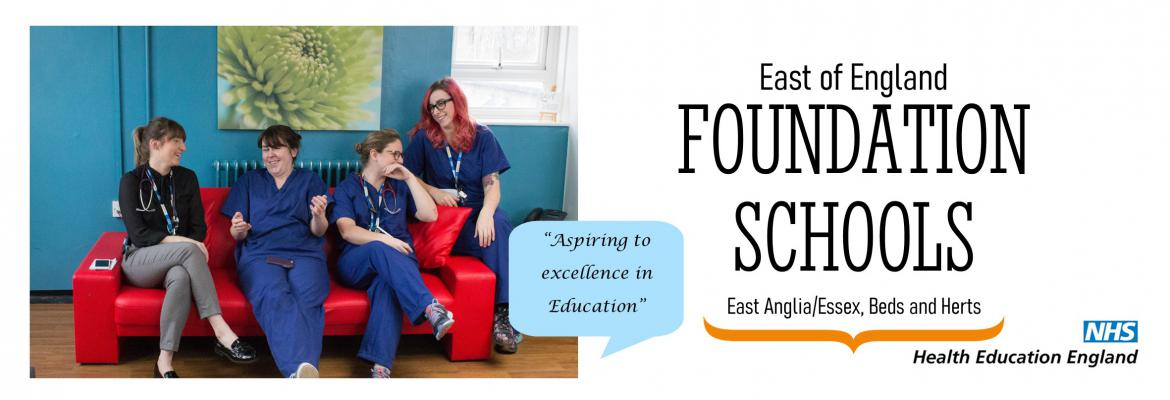 “Aspiring to
excellence in
Education”
East of England
FOUNDATION
SCHOOLS
East Anglia/Essex, Beds and Herts
NHS
Health Education England